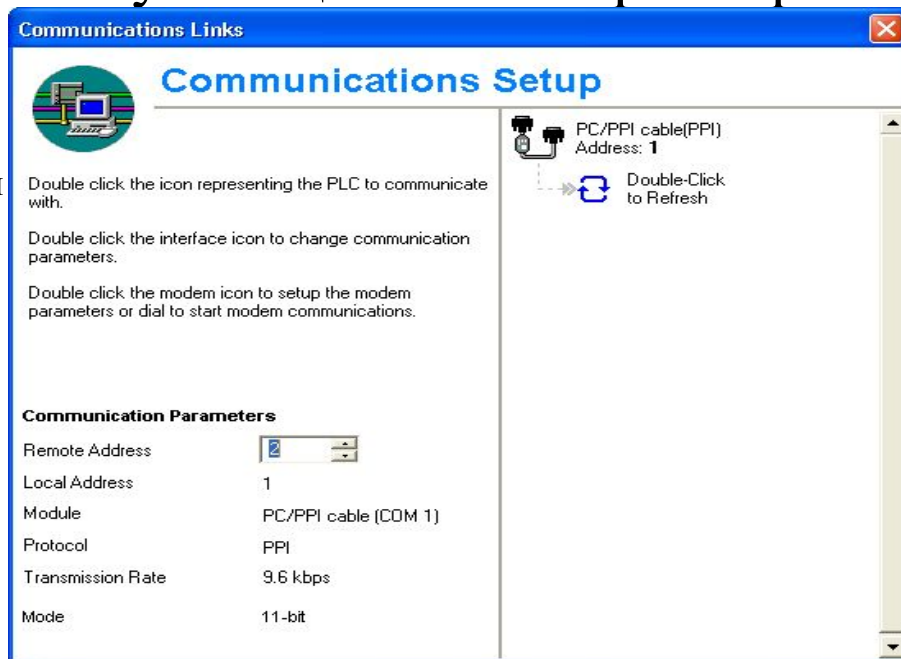 Communications Links
Communications Setup
Double click the icon representing the PLC to communicate
with.
Double click the interface icon to change communication
parameters.
Double click the modem icon to setup the modem
parameters or dial to start modem communications.
Communication Parameters
Remote Address 2
Local Address 1
Module PC/PPI cable (COM 1)
Protocol PPI
Transmission Rate 9.6 kbps
Mode 11-bit
PC/PPI cable(PPI)
Address: 1
Double-Click
to Refresh